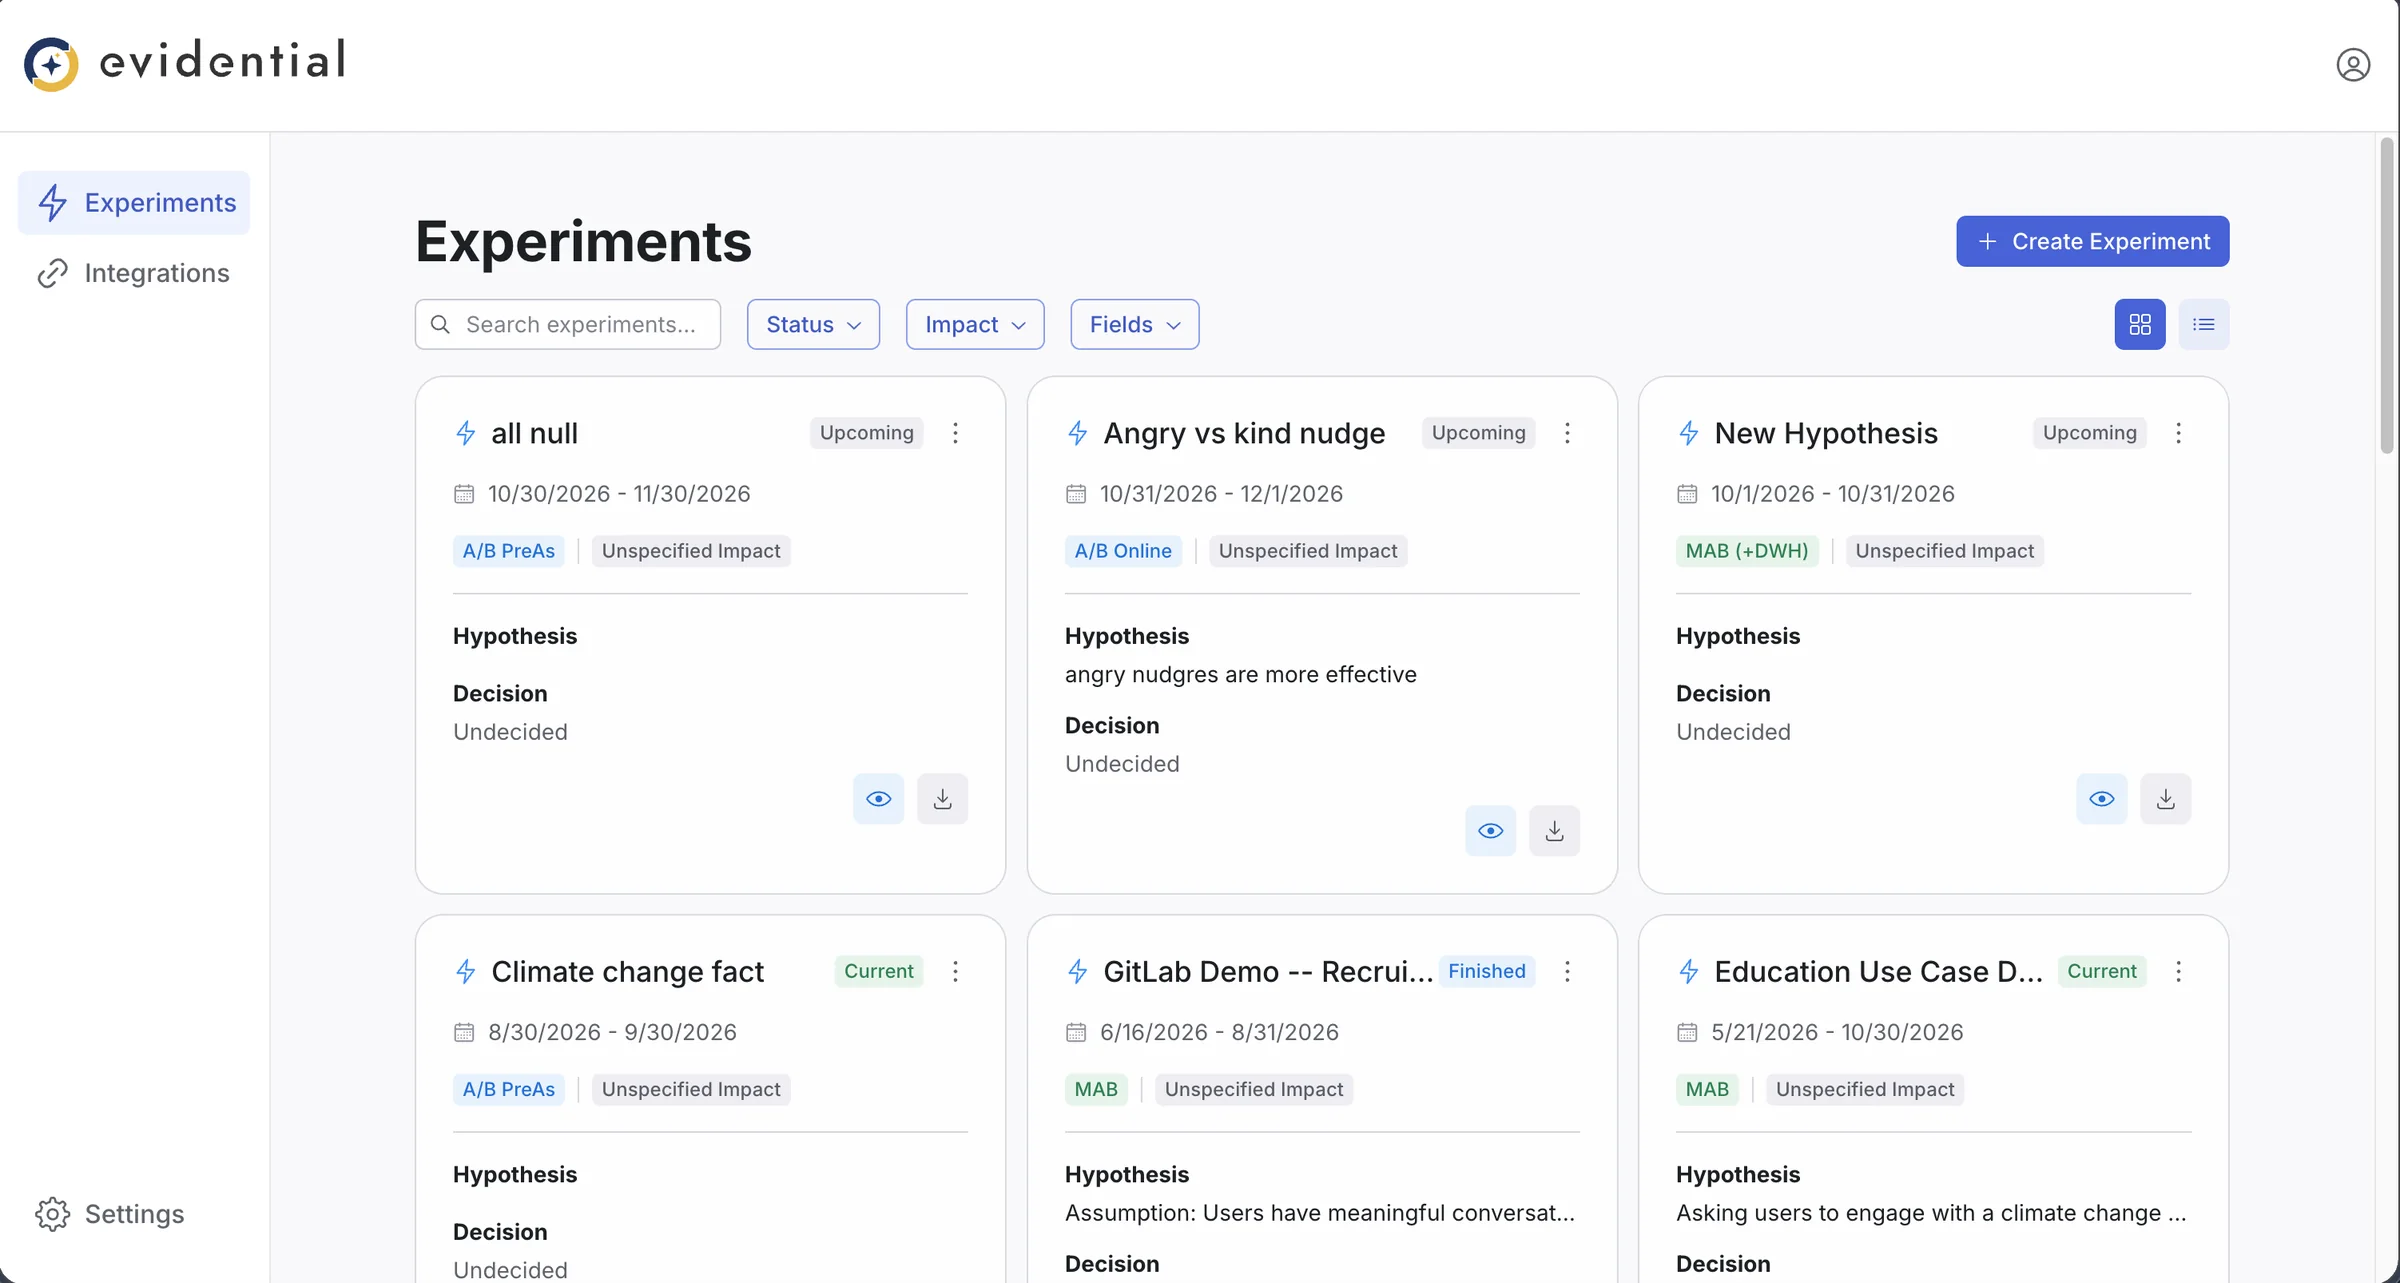 evidential
Experiments
Integrations
Settings
Experiments
+ Create Experiment
Search experiments...
Status
Impact
Fields
all null
Upcoming
10/30/2026 - 11/30/2026
A/B PreAs
Unspecified Impact
Hypothesis
Decision
Undecided
Angry vs kind nudge
Upcoming
10/31/2026 - 12/1/2026
A/B Online
Unspecified Impact
Hypothesis
angry nudgres are more effective
Decision
Undecided
New Hypothesis
Upcoming
10/1/2026 - 10/31/2026
MAB (+DWH)
Unspecified Impact
Hypothesis
Decision
Undecided
Climate change fact
Current
8/30/2026 - 9/30/2026
A/B PreAs
Unspecified Impact
Hypothesis
Decision
Undecided
GitLab Demo -- Recrui...
Finished
6/16/2026 - 8/31/2026
MAB
Unspecified Impact
Hypothesis
Assumption: Users have meaningful conversat...
Decision
Education Use Case D...
Current
5/21/2026 - 10/30/2026
MAB
Unspecified Impact
Hypothesis
Asking users to engage with a climate change ...
Decision